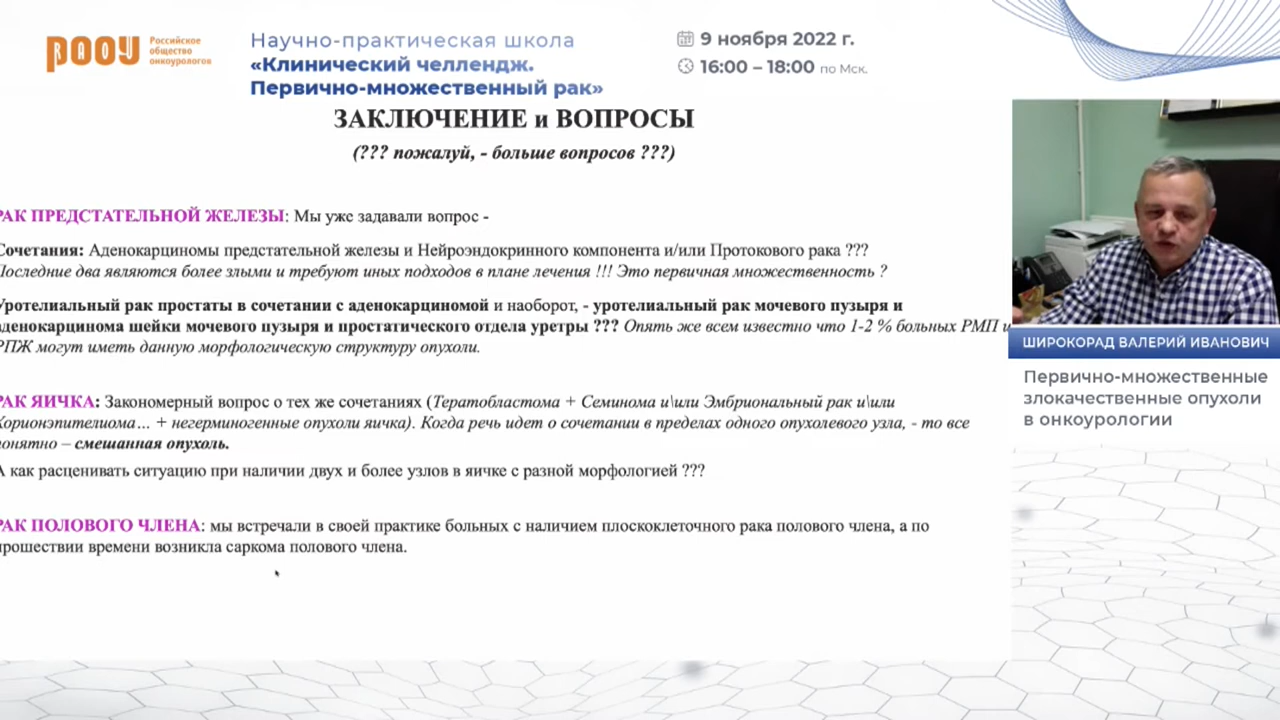 РАОУ
Российское
общество
онкоурологов
Научно-практическая школа
«Клинический челлендж.
Первично-множественный рак»
9 ноября 2022 г.
16:00 – 18:00 по Мск.
ЗАКЛЮЧЕНИЕ и ВОПРОСЫ
(??? пожалуй, - больше вопросов ???)
РАК ПРЕДСТАТЕЛЬНОЙ ЖЕЛЕЗЫ: Мы уже задавали вопрос -
Сочетания: Аденокарциномы предстательной железы и Нейроэндокринного компонента и/или Протокового рака ???
Последние два являются более злыми и требуют иных подходов в плане лечения !!! Это первичная множественность ?
Уротелиальный рак простаты в сочетании с аденокарциномой и наоборот, - уротелиальный рак мочевого пузыря и
аденокарцинома шейки мочевого пузыря и простатического отдела уретры ??? Опять же всем известно что 1-2 % больных РМП и
РПЖ могут иметь данную морфологическую структуру опухоли.
РАК ЯИЧКА: Закономерный вопрос о тех же сочетаниях (Тератобластома + Семинома и\или Эмбриональный рак и\или
Хорионэпителиома… + негерминогенные опухоли яичка). Когда речь идет о сочетании в пределах одного опухолевого узла, - то все
понятно – смешанная опухоль.
А как расценивать ситуацию при наличии двух и более узлов в яичке с разной морфологией ???
РАК ПОЛОВОГО ЧЛЕНА: мы встречали в своей практике больных с наличием плоскоклеточного рака полового члена, а по
прошествии времени возникла саркома полового члена.
ШИРОКОРАД ВАЛЕРИЙ ИВАНОВИЧ
Первично-множественные
злокачественные опухоли
в онкоурологии